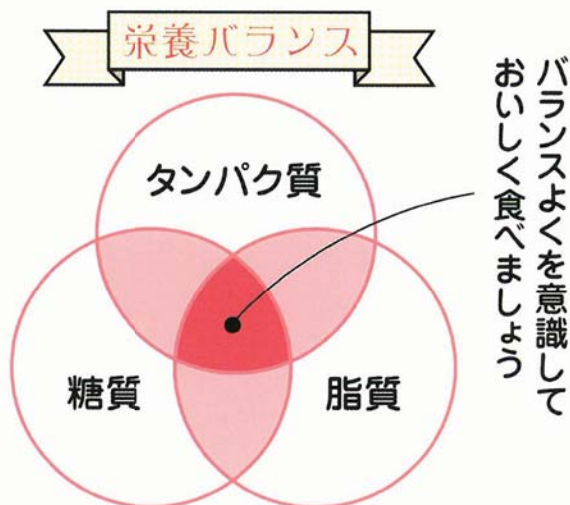 栄養バランス
タンパク質
糖質
脂質
バランスよくを意識して
おいしく食べましょう